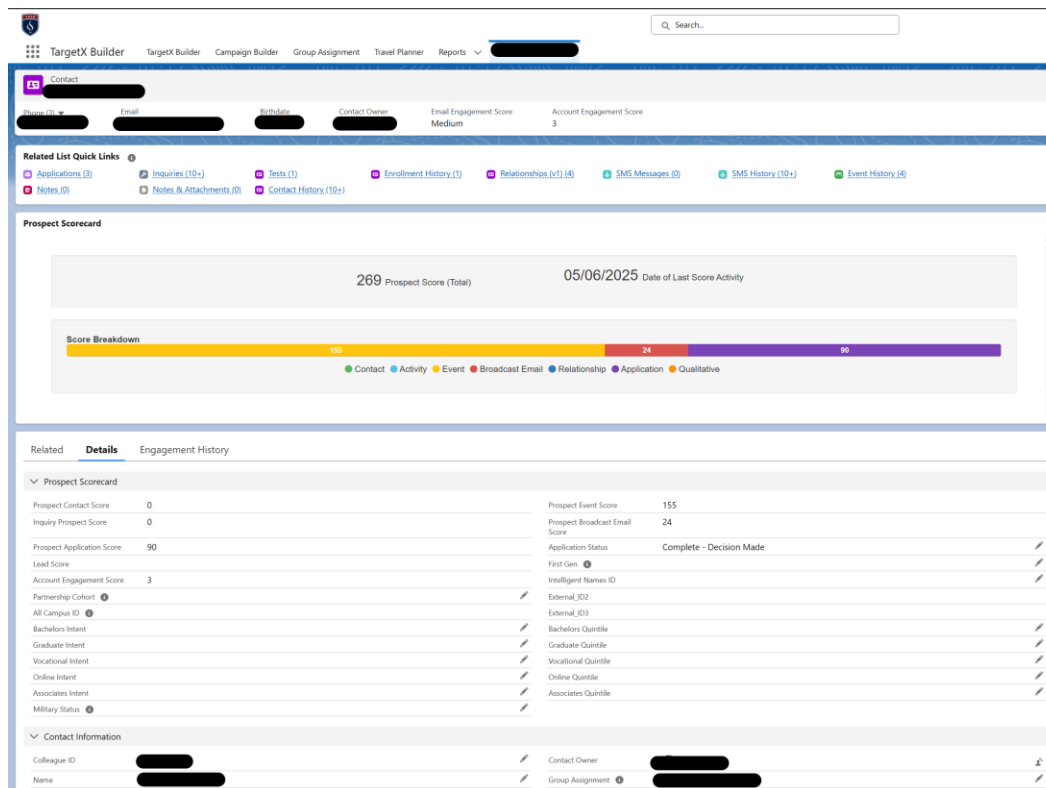 Search...
TargetX Builder TargetX Builder Campaign Builder Group Assignment Travel Planner Reports
Contact
Phone (3) Email Birthdate Contact Owner Email Engagement Score Account Engagement Score
Medium 3
Related List Quick Links
Applications (3) Inquiries (10+) Tests (1) Enrollment History (1) Relationships (v1) (4) SMS Messages (0) SMS History (10+) Event History (4)
Notes (0) Notes & Attachments (0) Contact History (10+)
Prospect Scorecard
269 Prospect Score (Total) 05/06/2025 Date of Last Score Activity
Score Breakdown
155 24 90
Contact Activity Event Broadcast Email Relationship Application Qualitative
Related Details Engagement History
Prospect Scorecard
Prospect Contact Score 0 Prospect Event Score 155
Inquiry Prospect Score 0 Prospect Broadcast Email Score 24
Prospect Application Score 90 Application Status Complete - Decision Made
Lead Score First Gen
Account Engagement Score 3 Intelligent Names ID
Partnership Cohort External_ID2
All Campus ID External_ID3
Bachelors Intent Bachelors Quintile
Graduate Intent Graduate Quintile
Vocational Intent Vocational Quintile
Online Intent Online Quintile
Associates Intent Associates Quintile
Military Status
Contact Information
Colleague ID Contact Owner
Name Group Assignment